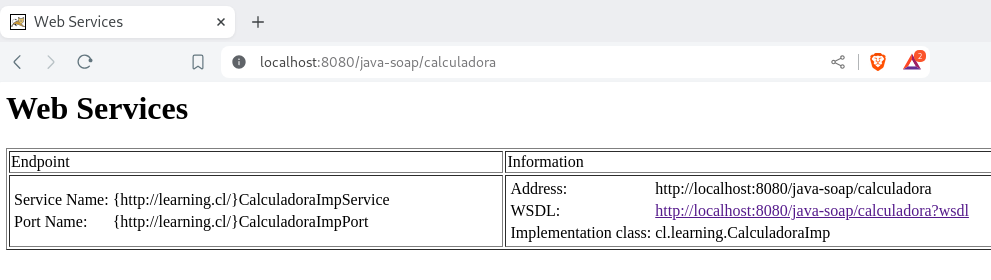 Web Services
localhost:8080/java-soap/calculadora
2
Web Services
Endpoint
Information
Service Name: {http://learning.cl/}CalculadoraImpService
Port Name: {http://learning.cl/}CalculadoraImpPort
Address: http://localhost:8080/java-soap/calculadora
WSDL: http://localhost:8080/java-soap/calculadora?wsdl
Implementation class: cl.learning.CalculadoraImp